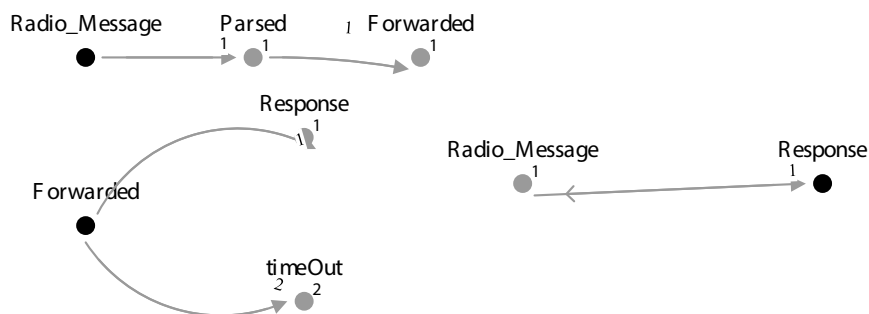 Radio_Message Parsed 1 Forwarded
1 1 1
Response
1 1
Radio_Message Response
1 1
Forwarded
timeOut
2 2